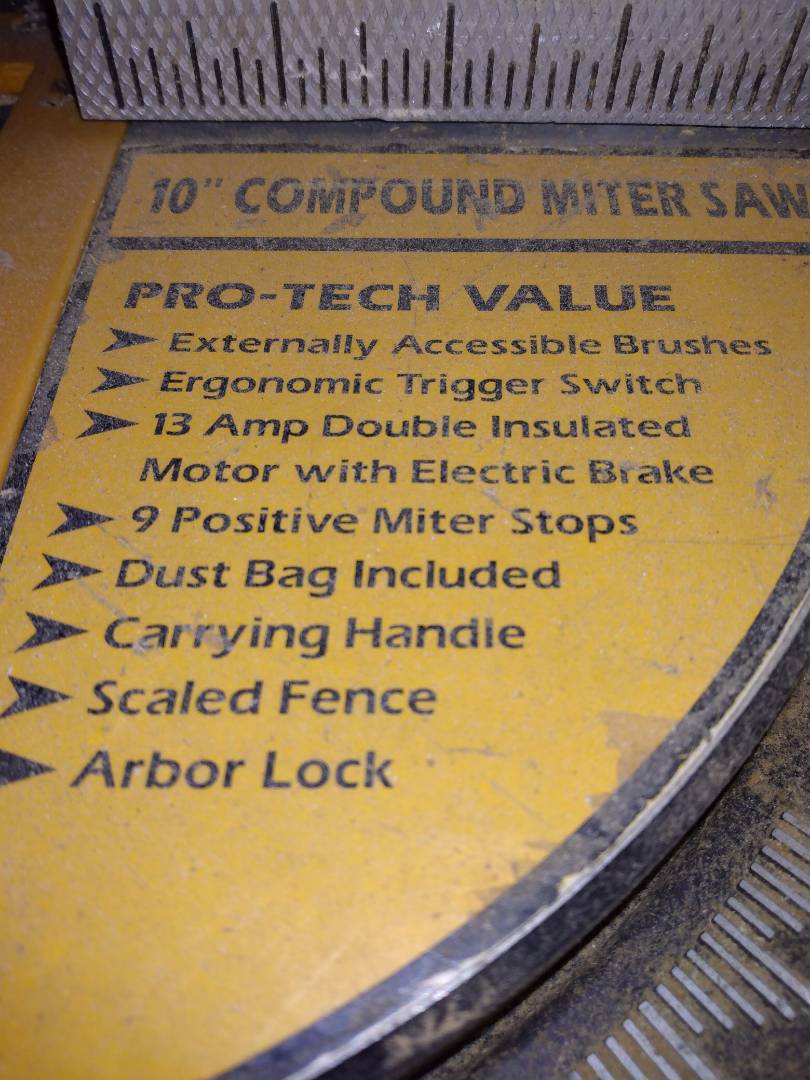 10" COMPOUND MITER SAW
PRO-TECH VALUE
Externally Accessible Brushes
Ergonomic Trigger Switch
13 Amp Double Insulated
Motor with Electric Brake
9 Positive Miter Stops
Dust Bag Included
Carrying Handle
Scaled Fence
Arbor Lock